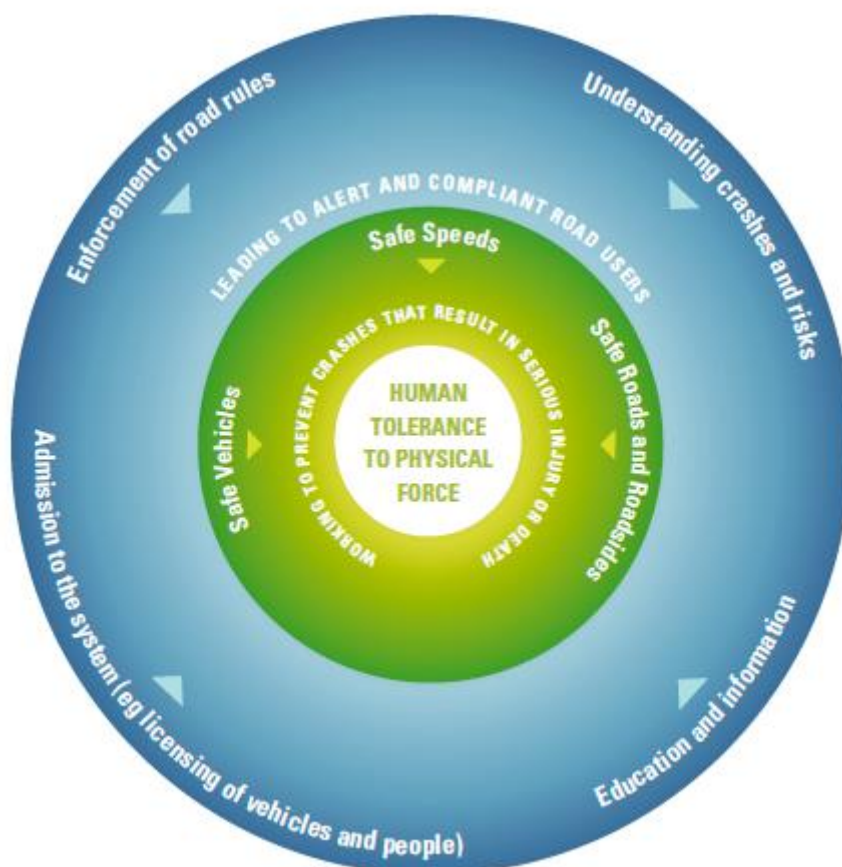 Enforcement of road rules
Understanding crashes and risks
LEADING TO ALERT AND COMPLIANT ROAD USERS
Safe Speeds
WORKING TO PREVENT CRASHES THAT RESULT IN SERIOUS INJURY OR DEATH
Safe Vehicles
HUMAN
TOLERANCE
TO PHYSICAL
FORCE
Safe Roads and Roadsides
Admission to the system (eg licensing of vehicles and people)
Education and information